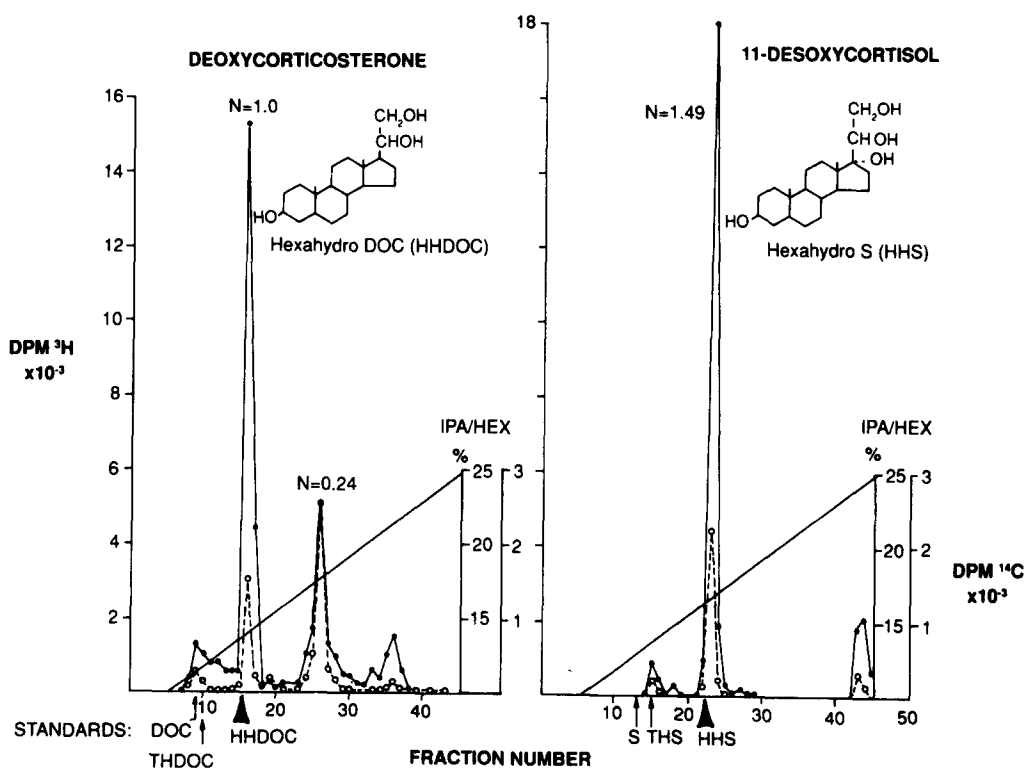 DEOXYCORTICOSTERONE
16
14
12
10
8
6
4
2
DPM ³H
x10⁻³
N=1.0
CH₂OH
CHOH
HO
Hexahydro DOC (HHDOC)
N=0.24
IPA/HEX
%
25
20
15
3
2
1
10
20
30
40
STANDARDS:
DOC
THDOC
HHDOC
FRACTION NUMBER
11-DESOXYCORTISOL
18
N=1.49
CH₂OH
CHOH
OH
HO
Hexahydro S (HHS)
IPA/HEX
%
25
20
15
3
2
1
DPM ¹⁴C
x10⁻³
10
20
30
40
50
S
THS
HHS